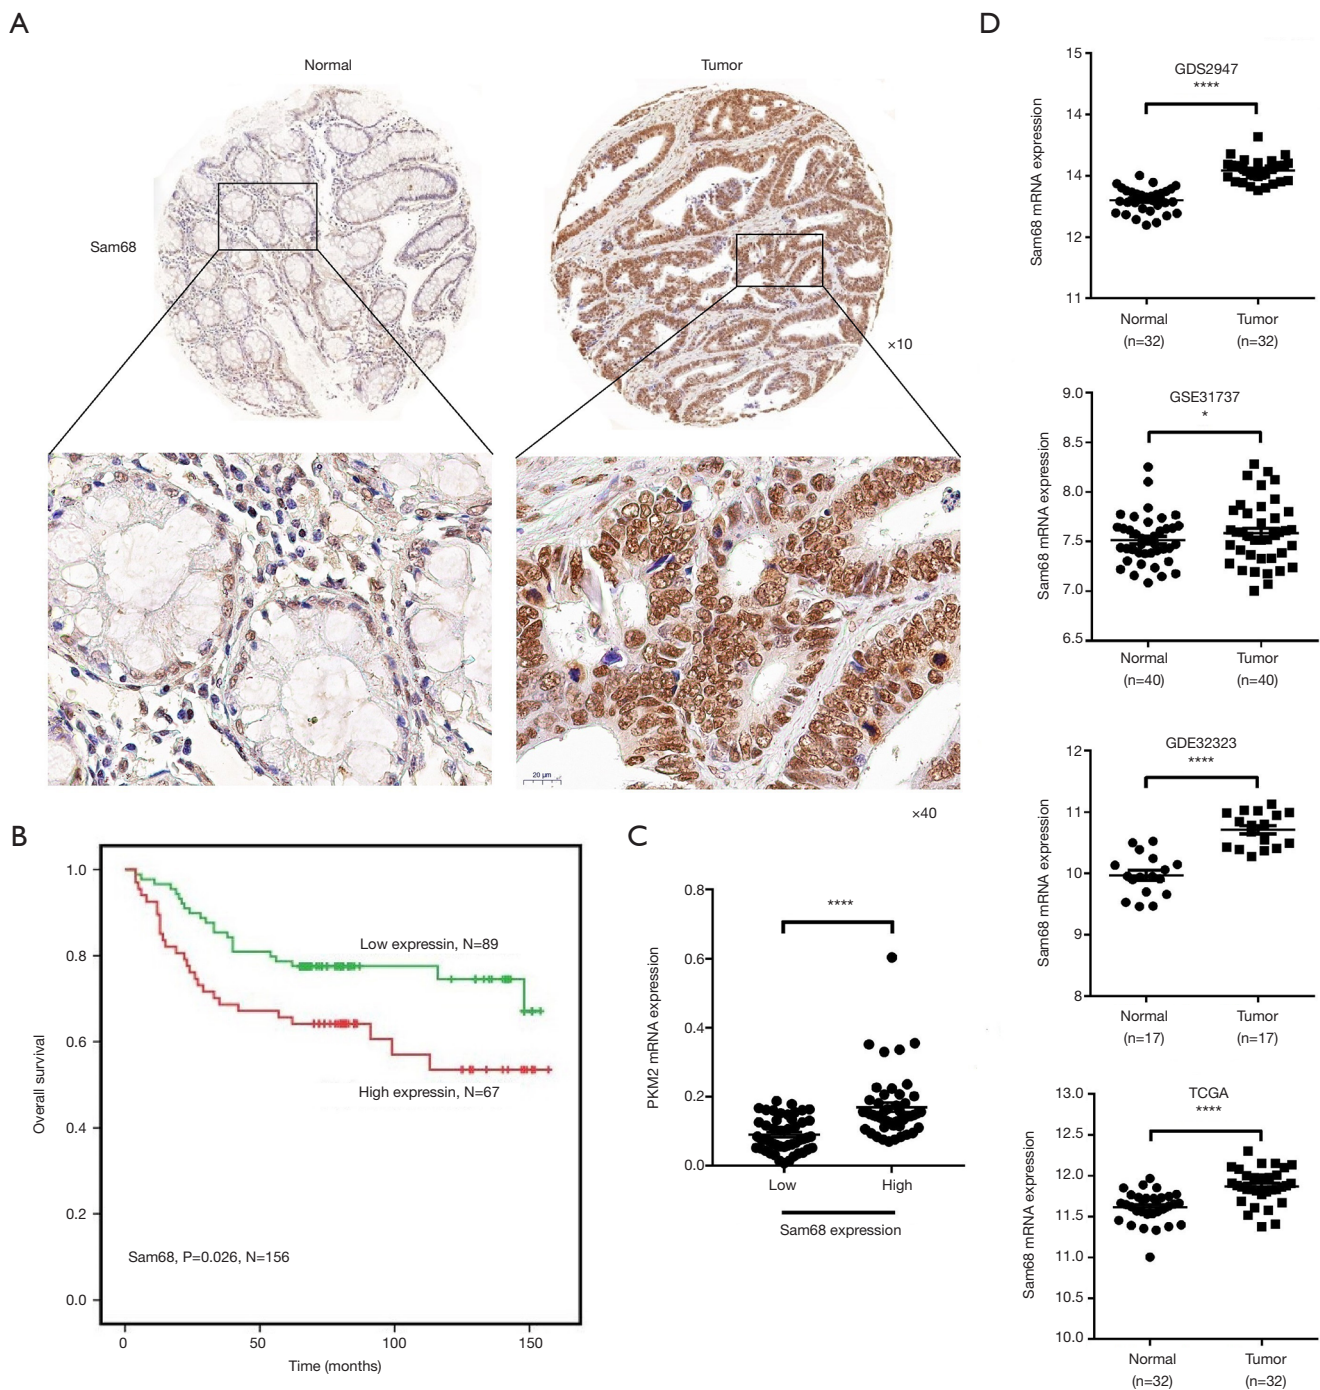 A
Normal
Tumor
Sam68
×10
20 µm
×40
B
1.0
0.8
0.6
0.4
0.2
0.0
Overall survival
Low expressin, N=89
High expressin, N=67
Sam68, P=0.026, N=156
0
50
100
150
Time (months)
C
0.8
0.6
0.4
0.2
0.0
PKM2 mRNA expression
****
Low
High
Sam68 expression
D
15
14
14
12
11
Sam68 mRNA expression
GDS2947
****
Normal
(n=32)
Tumor
(n=32)
9.0
8.5
8.0
7.5
7.0
6.5
Sam68 mRNA expression
GSE31737
*
Normal
(n=40)
Tumor
(n=40)
12
11
10
9
8
Sam68 mRNA expression
GDE32323
****
Normal
(n=17)
Tumor
(n=17)
13.0
12.5
12.0
11.5
11.0
10.5
10.0
Sam68 mRNA expression
TCGA
****
Normal
(n=32)
Tumor
(n=32)